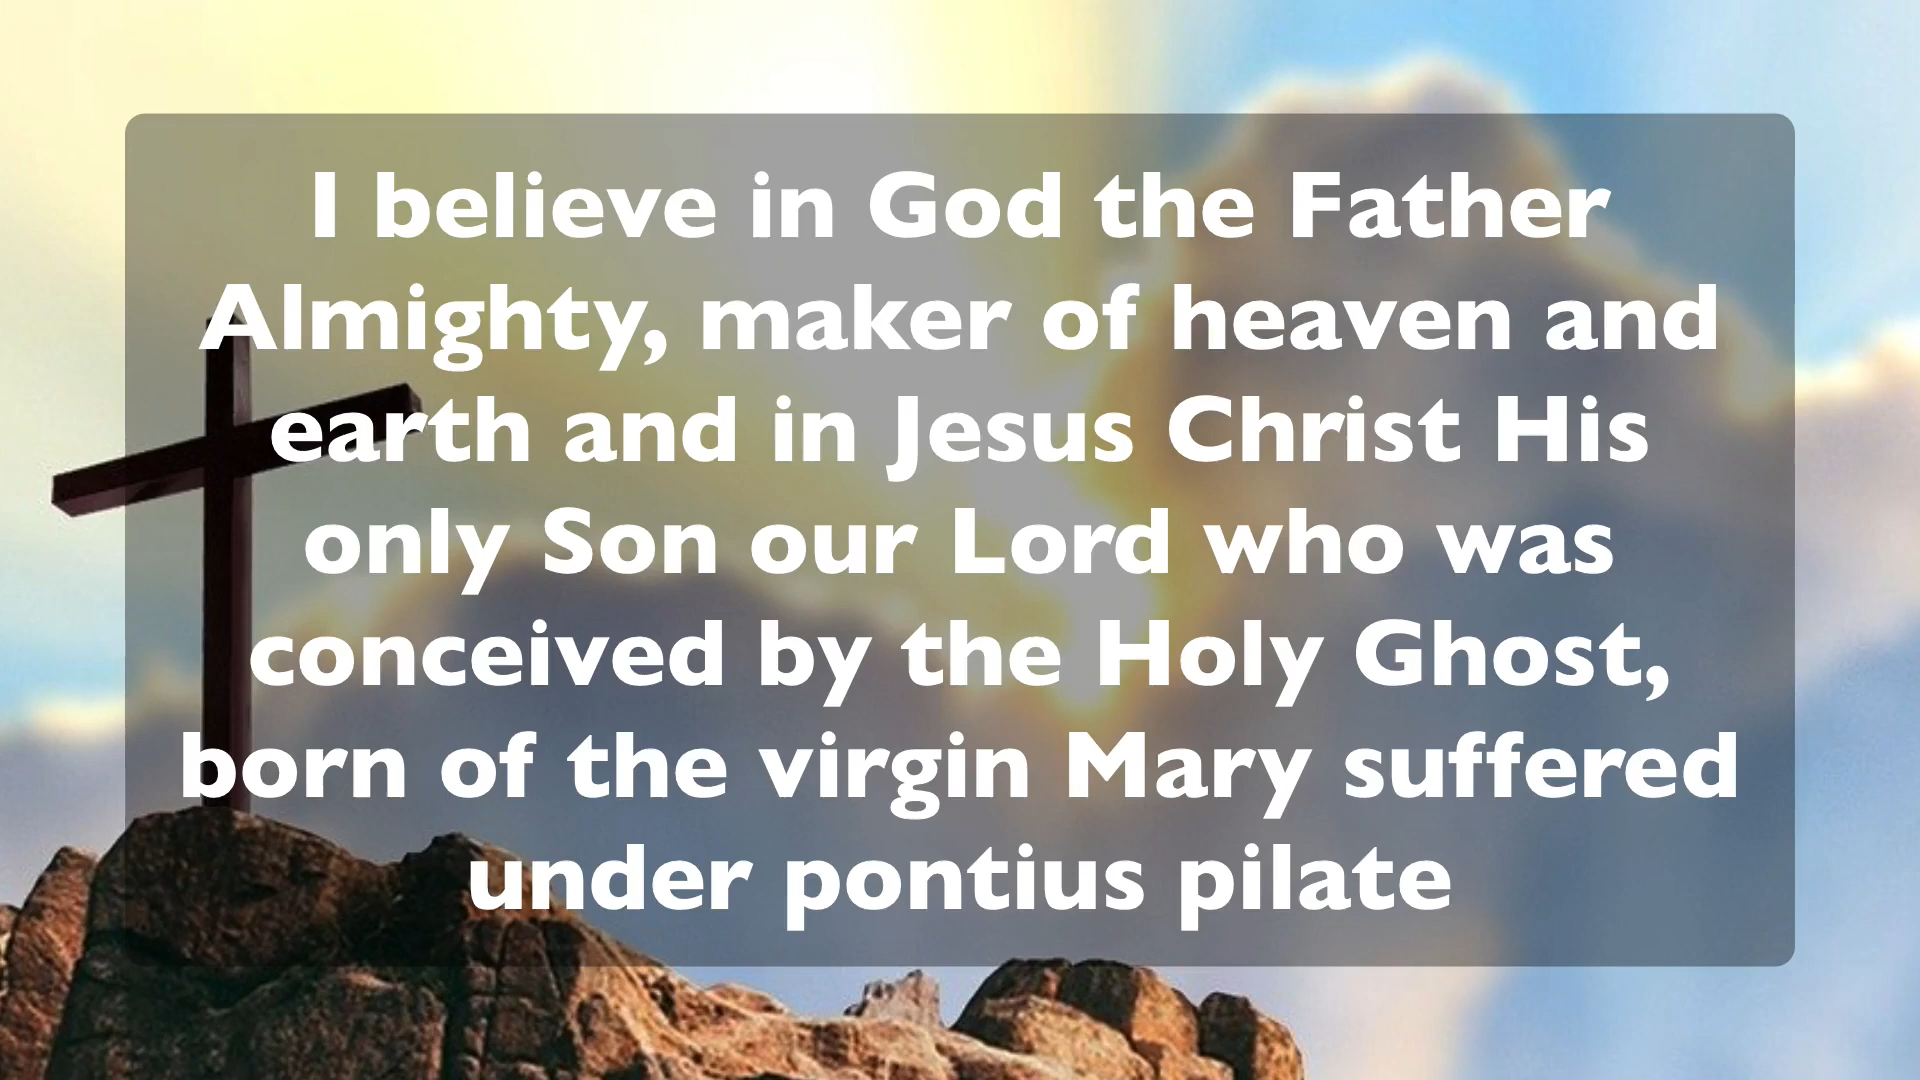 I believe in God the Father
Almighty, maker of heaven and
earth and in Jesus Christ His
only Son our Lord who was
conceived by the Holy Ghost,
born of the virgin Mary suffered
under pontius pilate